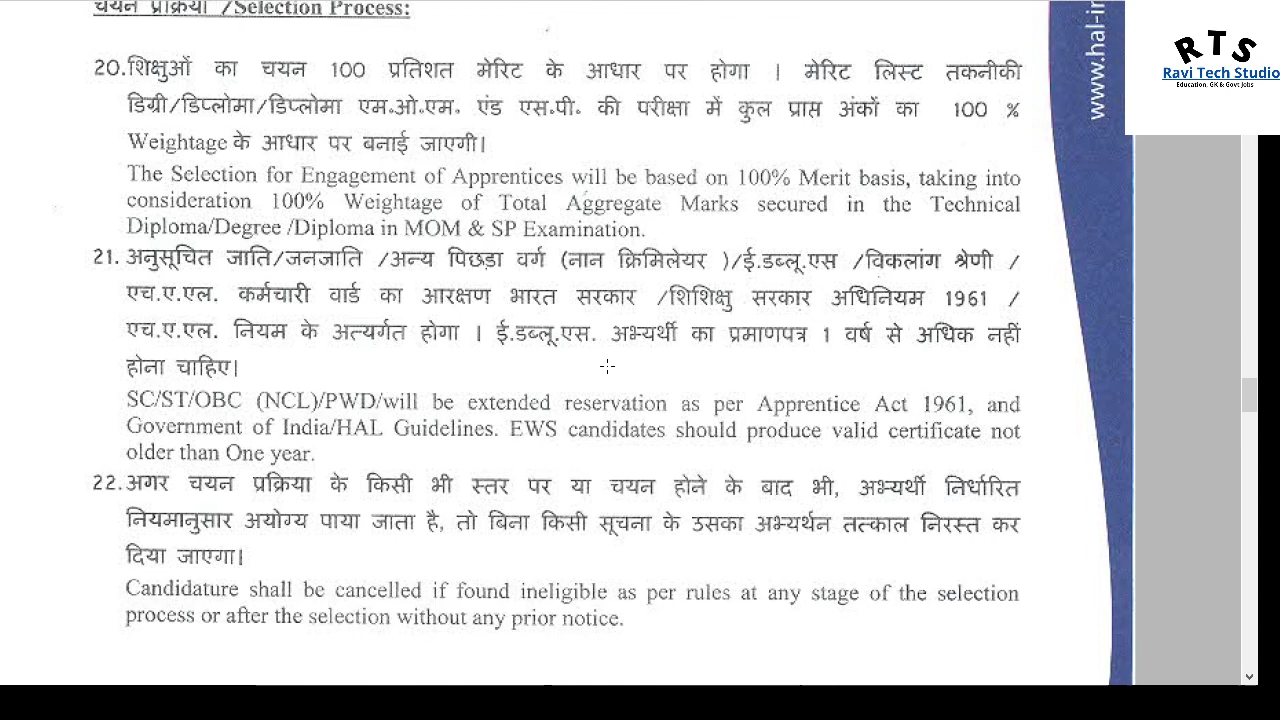 चयन प्रक्रिया /Selection Process:
20.शिक्षुओं का चयन 100 प्रतिशत मेरिट के आधार पर होगा । मेरिट लिस्ट तकनीकी
डिग्री/डिप्लोमा/डिप्लोमा एम.ओ.एम. एंड एस.पी. की परीक्षा में कुल प्राप्त अंकों का 100 %
Weightage के आधार पर बनाई जाएगी।
The Selection for Engagement of Apprentices will be based on 100% Merit basis, taking into
consideration 100% Weightage of Total Aggregate Marks secured in the Technical
Diploma/Degree /Diploma in MOM & SP Examination.
21. अनुसूचित जाति/जनजाति /अन्य पिछड़ा वर्ग (नान क्रिमिलेयर )/ई.डब्लू.एस /विकलांग श्रेणी /
एच.ए.एल. कर्मचारी वार्ड का आरक्षण भारत सरकार /शिशिक्षु सरकार अधिनियम 1961 /
एच.ए.एल. नियम के अत्यर्गत होगा । ई.डब्लू.एस. अभ्यर्थी का प्रमाणपत्र 1 वर्ष से अधिक नहीं
होना चाहिए।
SC/ST/OBC (NCL)/PWD/will be extended reservation as per Apprentice Act 1961, and
Government of India/HAL Guidelines. EWS candidates should produce valid certificate not
older than One year.
22. अगर चयन प्रक्रिया के किसी भी स्तर पर या चयन होने के बाद भी, अभ्यर्थी निर्धारित
नियमानुसार अयोग्य पाया जाता है, तो बिना किसी सूचना के उसका अभ्यर्थन तत्काल निरस्त कर
दिया जाएगा।
Candidature shall be cancelled if found ineligible as per rules at any stage of the selection
process or after the selection without any prior notice.
www.hal-in
RTS
Ravi Tech Studio
Education, GK & Govt Jobs